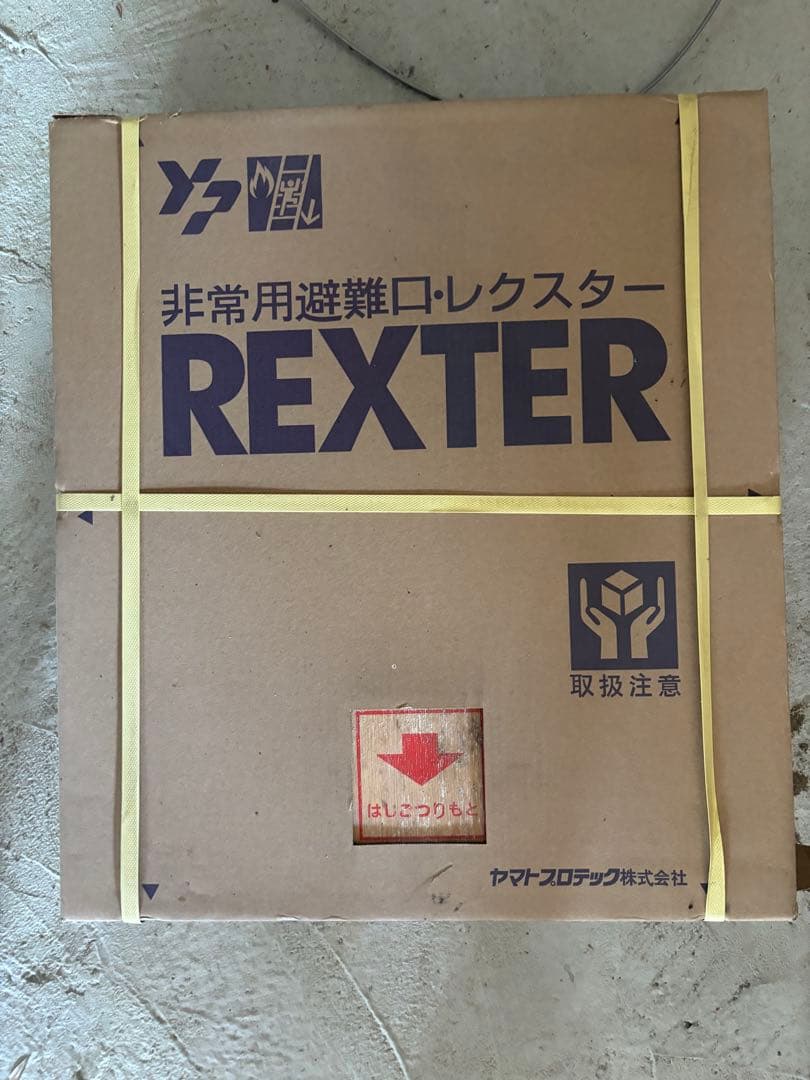 YP
非常用避難口・レクスター
REXTER
取扱注意
はしごつりもと
ヤマトプロテック株式会社